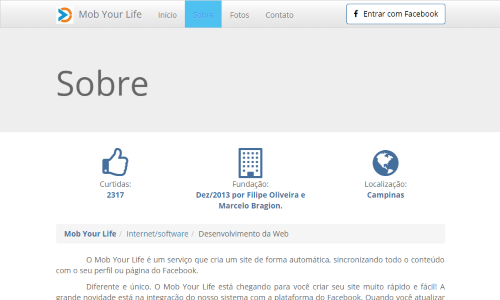 Mob Your Life Início Sobre Fotos Contato Entrar com Facebook
Sobre
Curtidas: Fundação: Localização:
2317 Dez/2013 por Filipe Oliveira e Campinas
Marcelo Bragion.
Mob Your Life / Internet/software / Desenvolvimento da Web
O Mob Your Life é um serviço que cria um site de forma automática, sincronizando todo o conteúdo
com o seu perfil ou página do Facebook.
Diferente e único. O Mob Your Life está chegando para você criar seu site muito rápido e fácil! A
grande novidade está na integração do nosso sistema com a plataforma do Facebook. Quando você atualizar